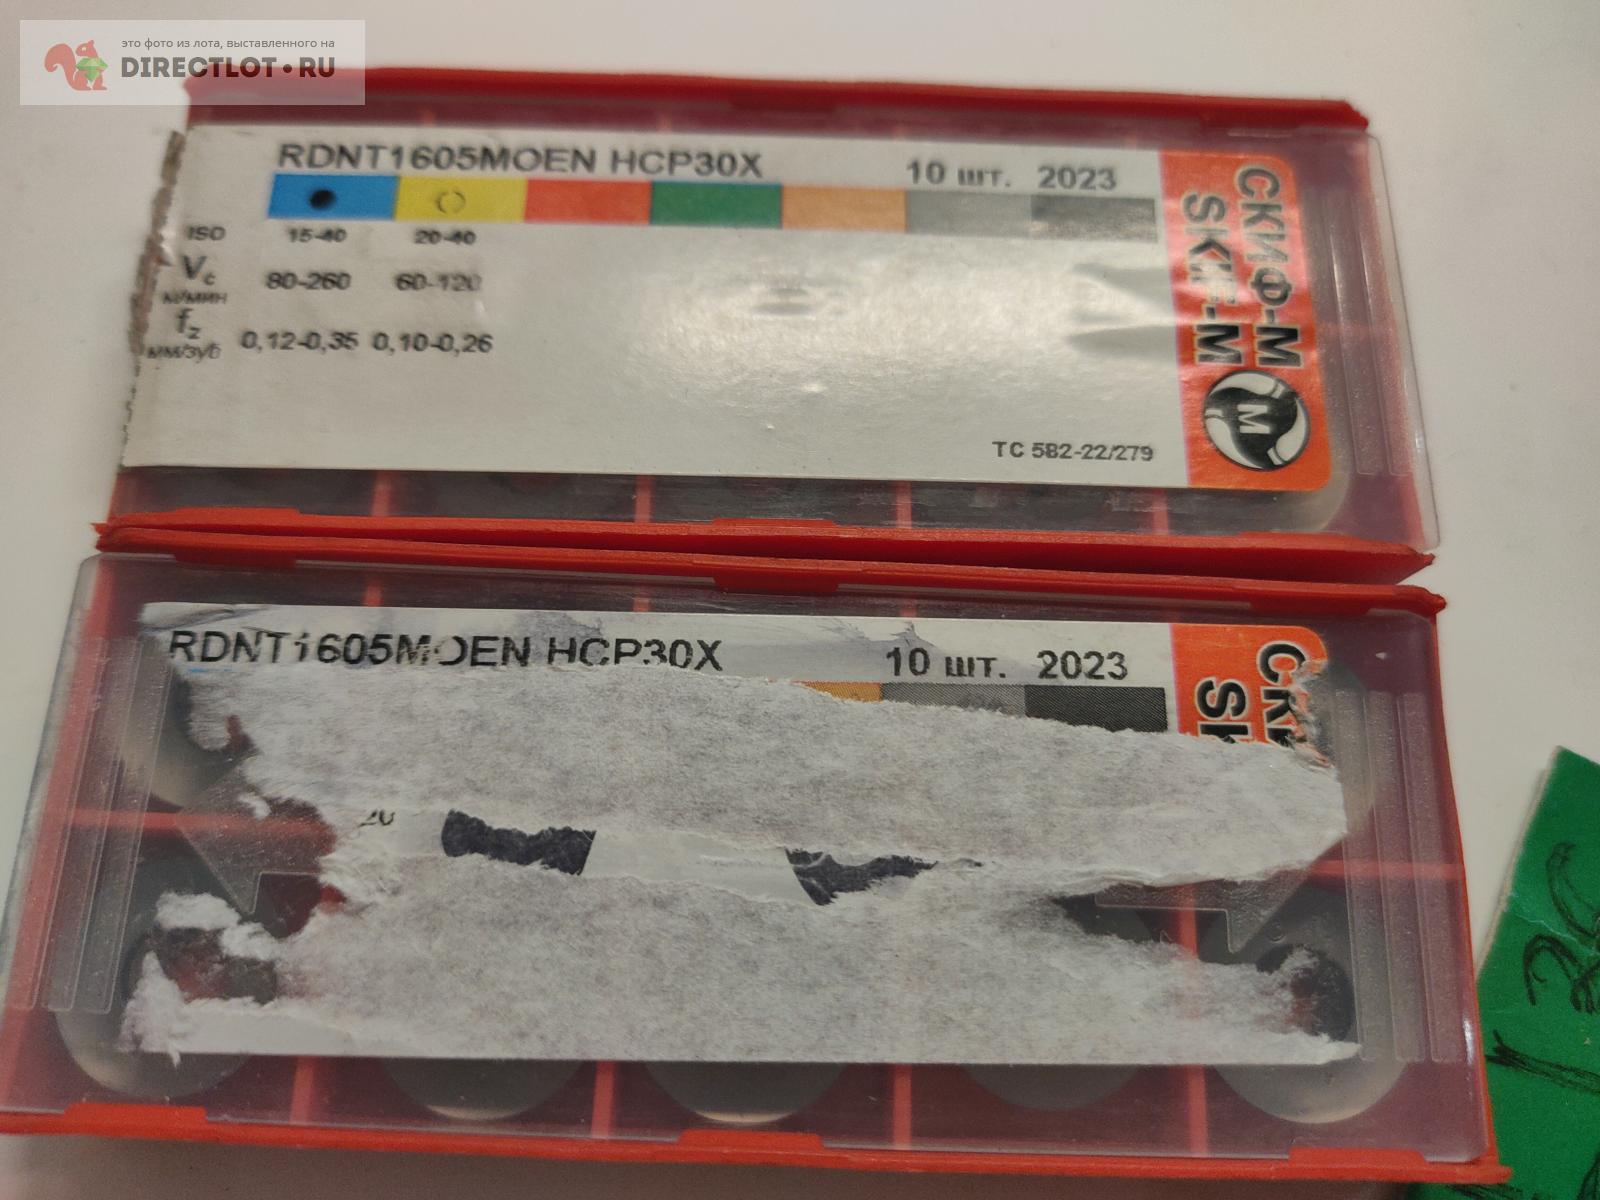 это фото из лота, выставленного на
DIRECTLOT•RU
RDNT1605MOEN HCP30X
10 шт. 2023
ISO 15-40 20-40
Vc м/мин 80-260 60-120
fz мм/зуб 0,12-0,35 0,10-0,26
TC 582-22/279
СКИФ-М
SKIF-M
M
RDNT1605MOEN HCP30X
10 шт. 2023
20